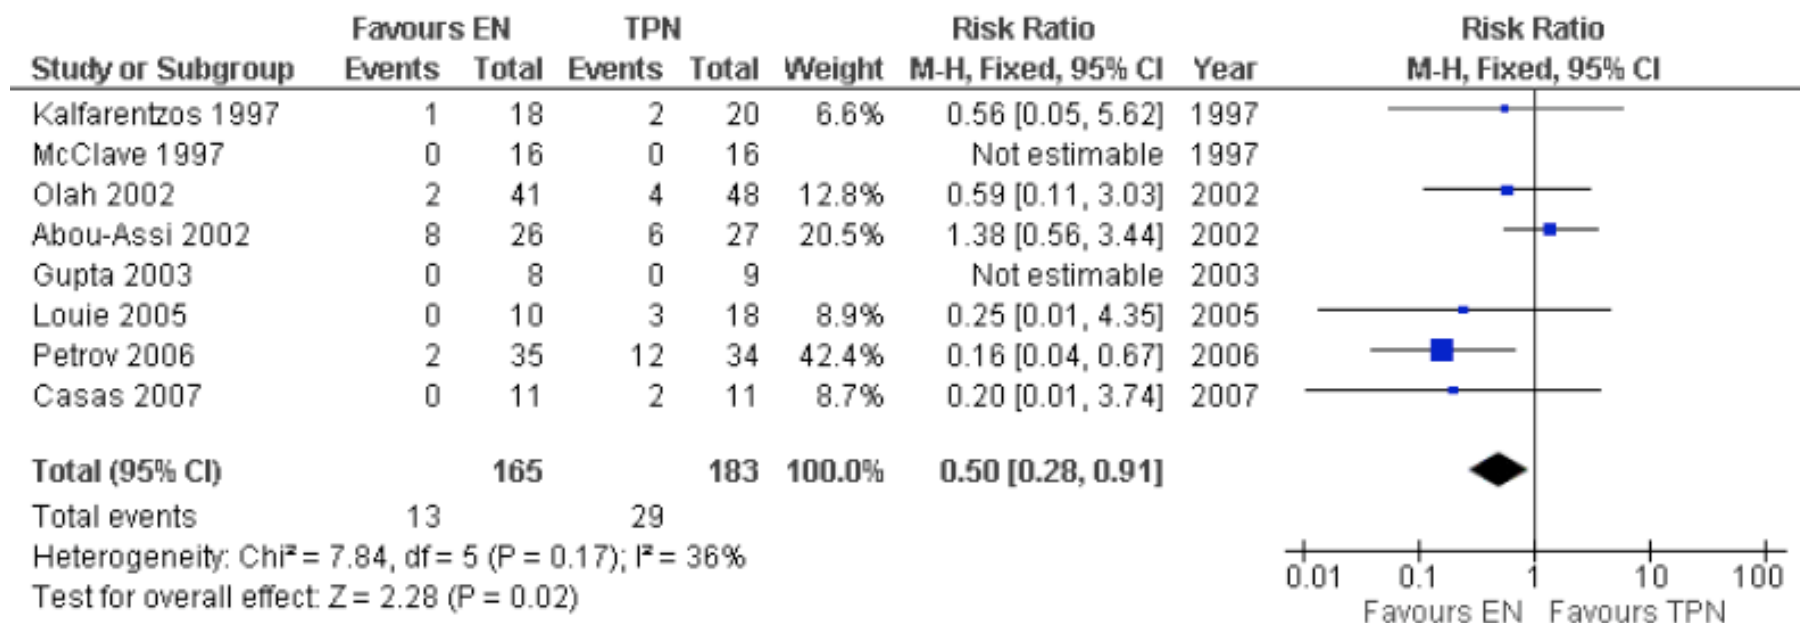 Favours EN TPN Risk Ratio Risk Ratio
Study or Subgroup Events Total Events Total Weight M-H, Fixed, 95% CI Year M-H, Fixed, 95% CI
Kalfarentzos 1997 1 18 2 20 6.6% 0.56 [0.05, 5.62] 1997
McClave 1997 0 16 0 16 Not estimable 1997
Olah 2002 2 41 4 48 12.8% 0.59 [0.11, 3.03] 2002
Abou-Assi 2002 8 26 6 27 20.5% 1.38 [0.56, 3.44] 2002
Gupta 2003 0 8 0 9 Not estimable 2003
Louie 2005 0 10 3 18 8.9% 0.25 [0.01, 4.35] 2005
Petrov 2006 2 35 12 34 42.4% 0.16 [0.04, 0.67] 2006
Casas 2007 0 11 2 11 8.7% 0.20 [0.01, 3.74] 2007
Total (95% CI) 165 183 100.0% 0.50 [0.28, 0.91]
Total events 13 29
Heterogeneity: Chi² = 7.84, df = 5 (P = 0.17); I² = 36%
Test for overall effect: Z = 2.28 (P = 0.02)
0.01 0.1 1 10 100
Favours EN Favours TPN